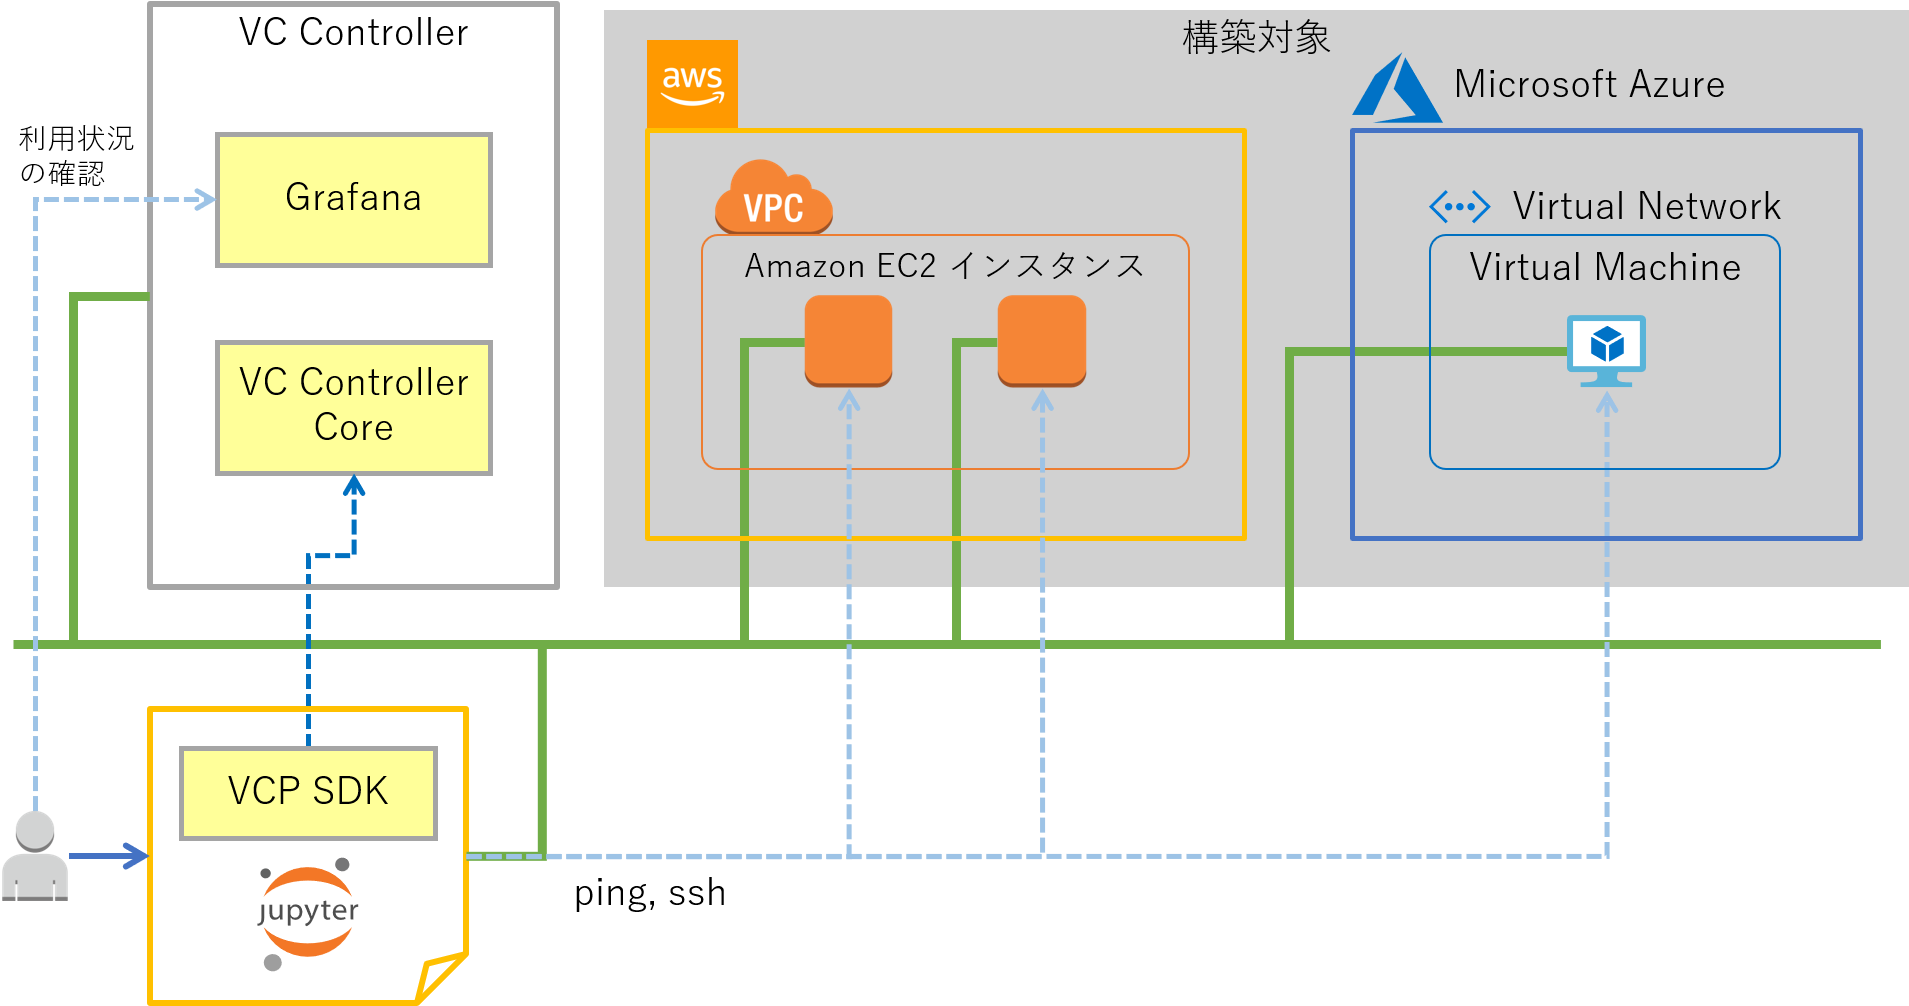 VC Controller
構築対象
aws
Microsoft Azure
利用状況
の確認
Grafana
VPC
Virtual Network
Amazon EC2 インスタンス
Virtual Machine
VC Controller
Core
VCP SDK
jupyter
ping, ssh